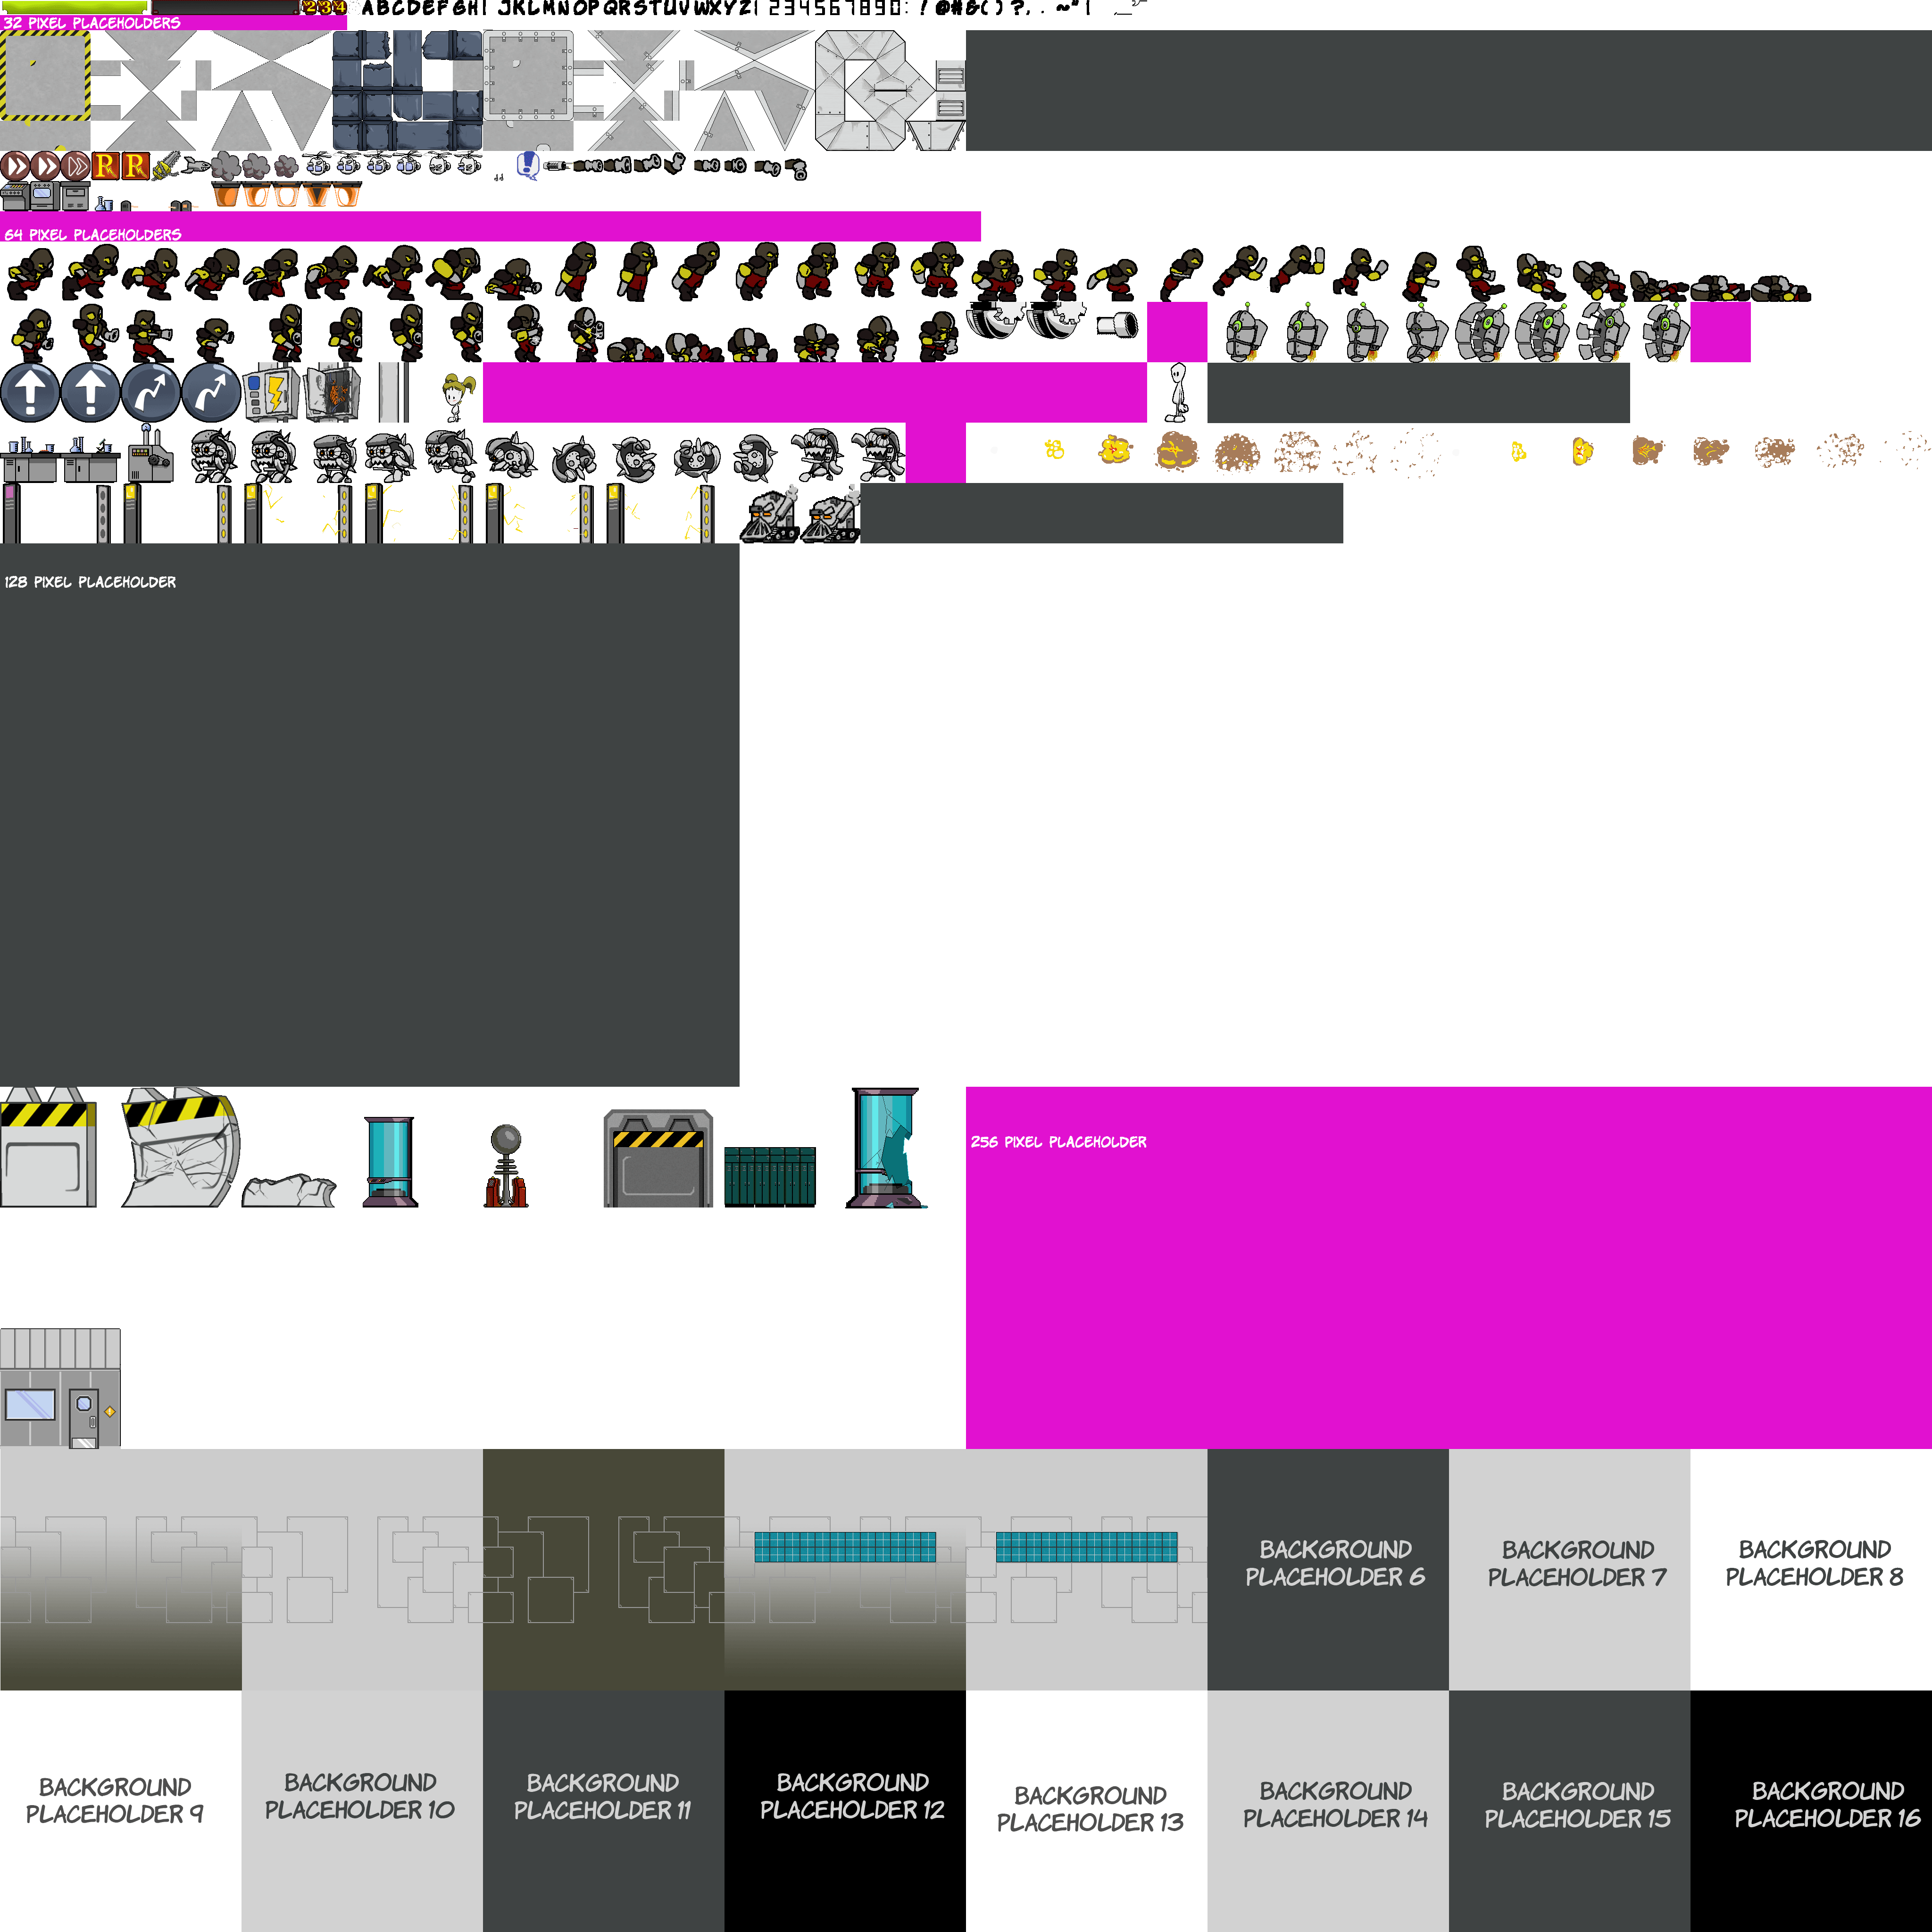 234 ABCDEFGHIJKLMNOPQRSTUVWXYZ1234567890:!@#&()?,.~"
32 PIXEL PLACEHOLDERS
R R
64 PIXEL PLACEHOLDERS
128 PIXEL PLACEHOLDER
256 PIXEL PLACEHOLDER
BACKGROUND
PLACEHOLDER 6
BACKGROUND
PLACEHOLDER 7
BACKGROUND
PLACEHOLDER 8
BACKGROUND
PLACEHOLDER 9
BACKGROUND
PLACEHOLDER 10
BACKGROUND
PLACEHOLDER 11
BACKGROUND
PLACEHOLDER 12
BACKGROUND
PLACEHOLDER 13
BACKGROUND
PLACEHOLDER 14
BACKGROUND
PLACEHOLDER 15
BACKGROUND
PLACEHOLDER 16